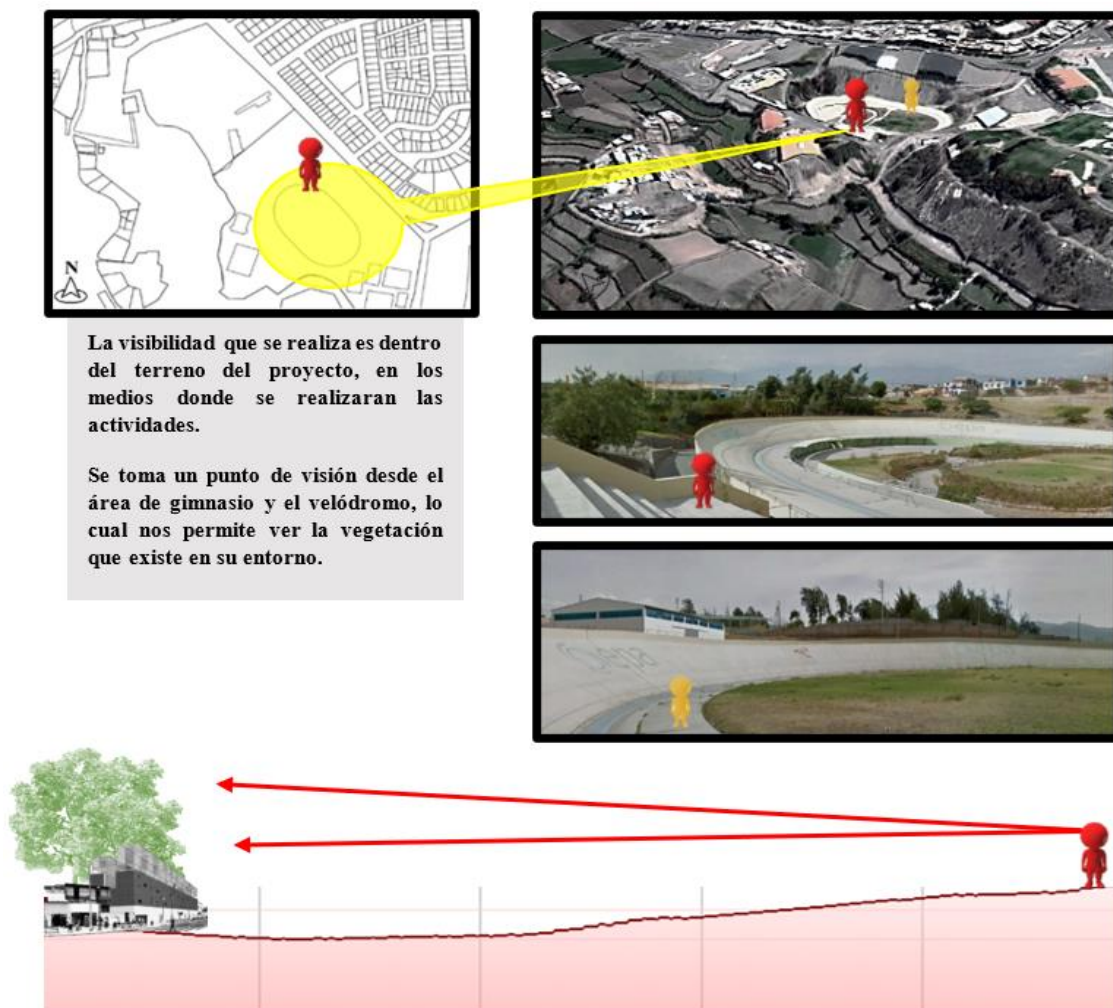 N
La visibilidad que se realiza es dentro
del terreno del proyecto, en los
medios donde se realizaran las
actividades.
Se toma un punto de visión desde el
área de gimnasio y el velódromo, lo
cual nos permite ver la vegetación
que existe en su entorno.